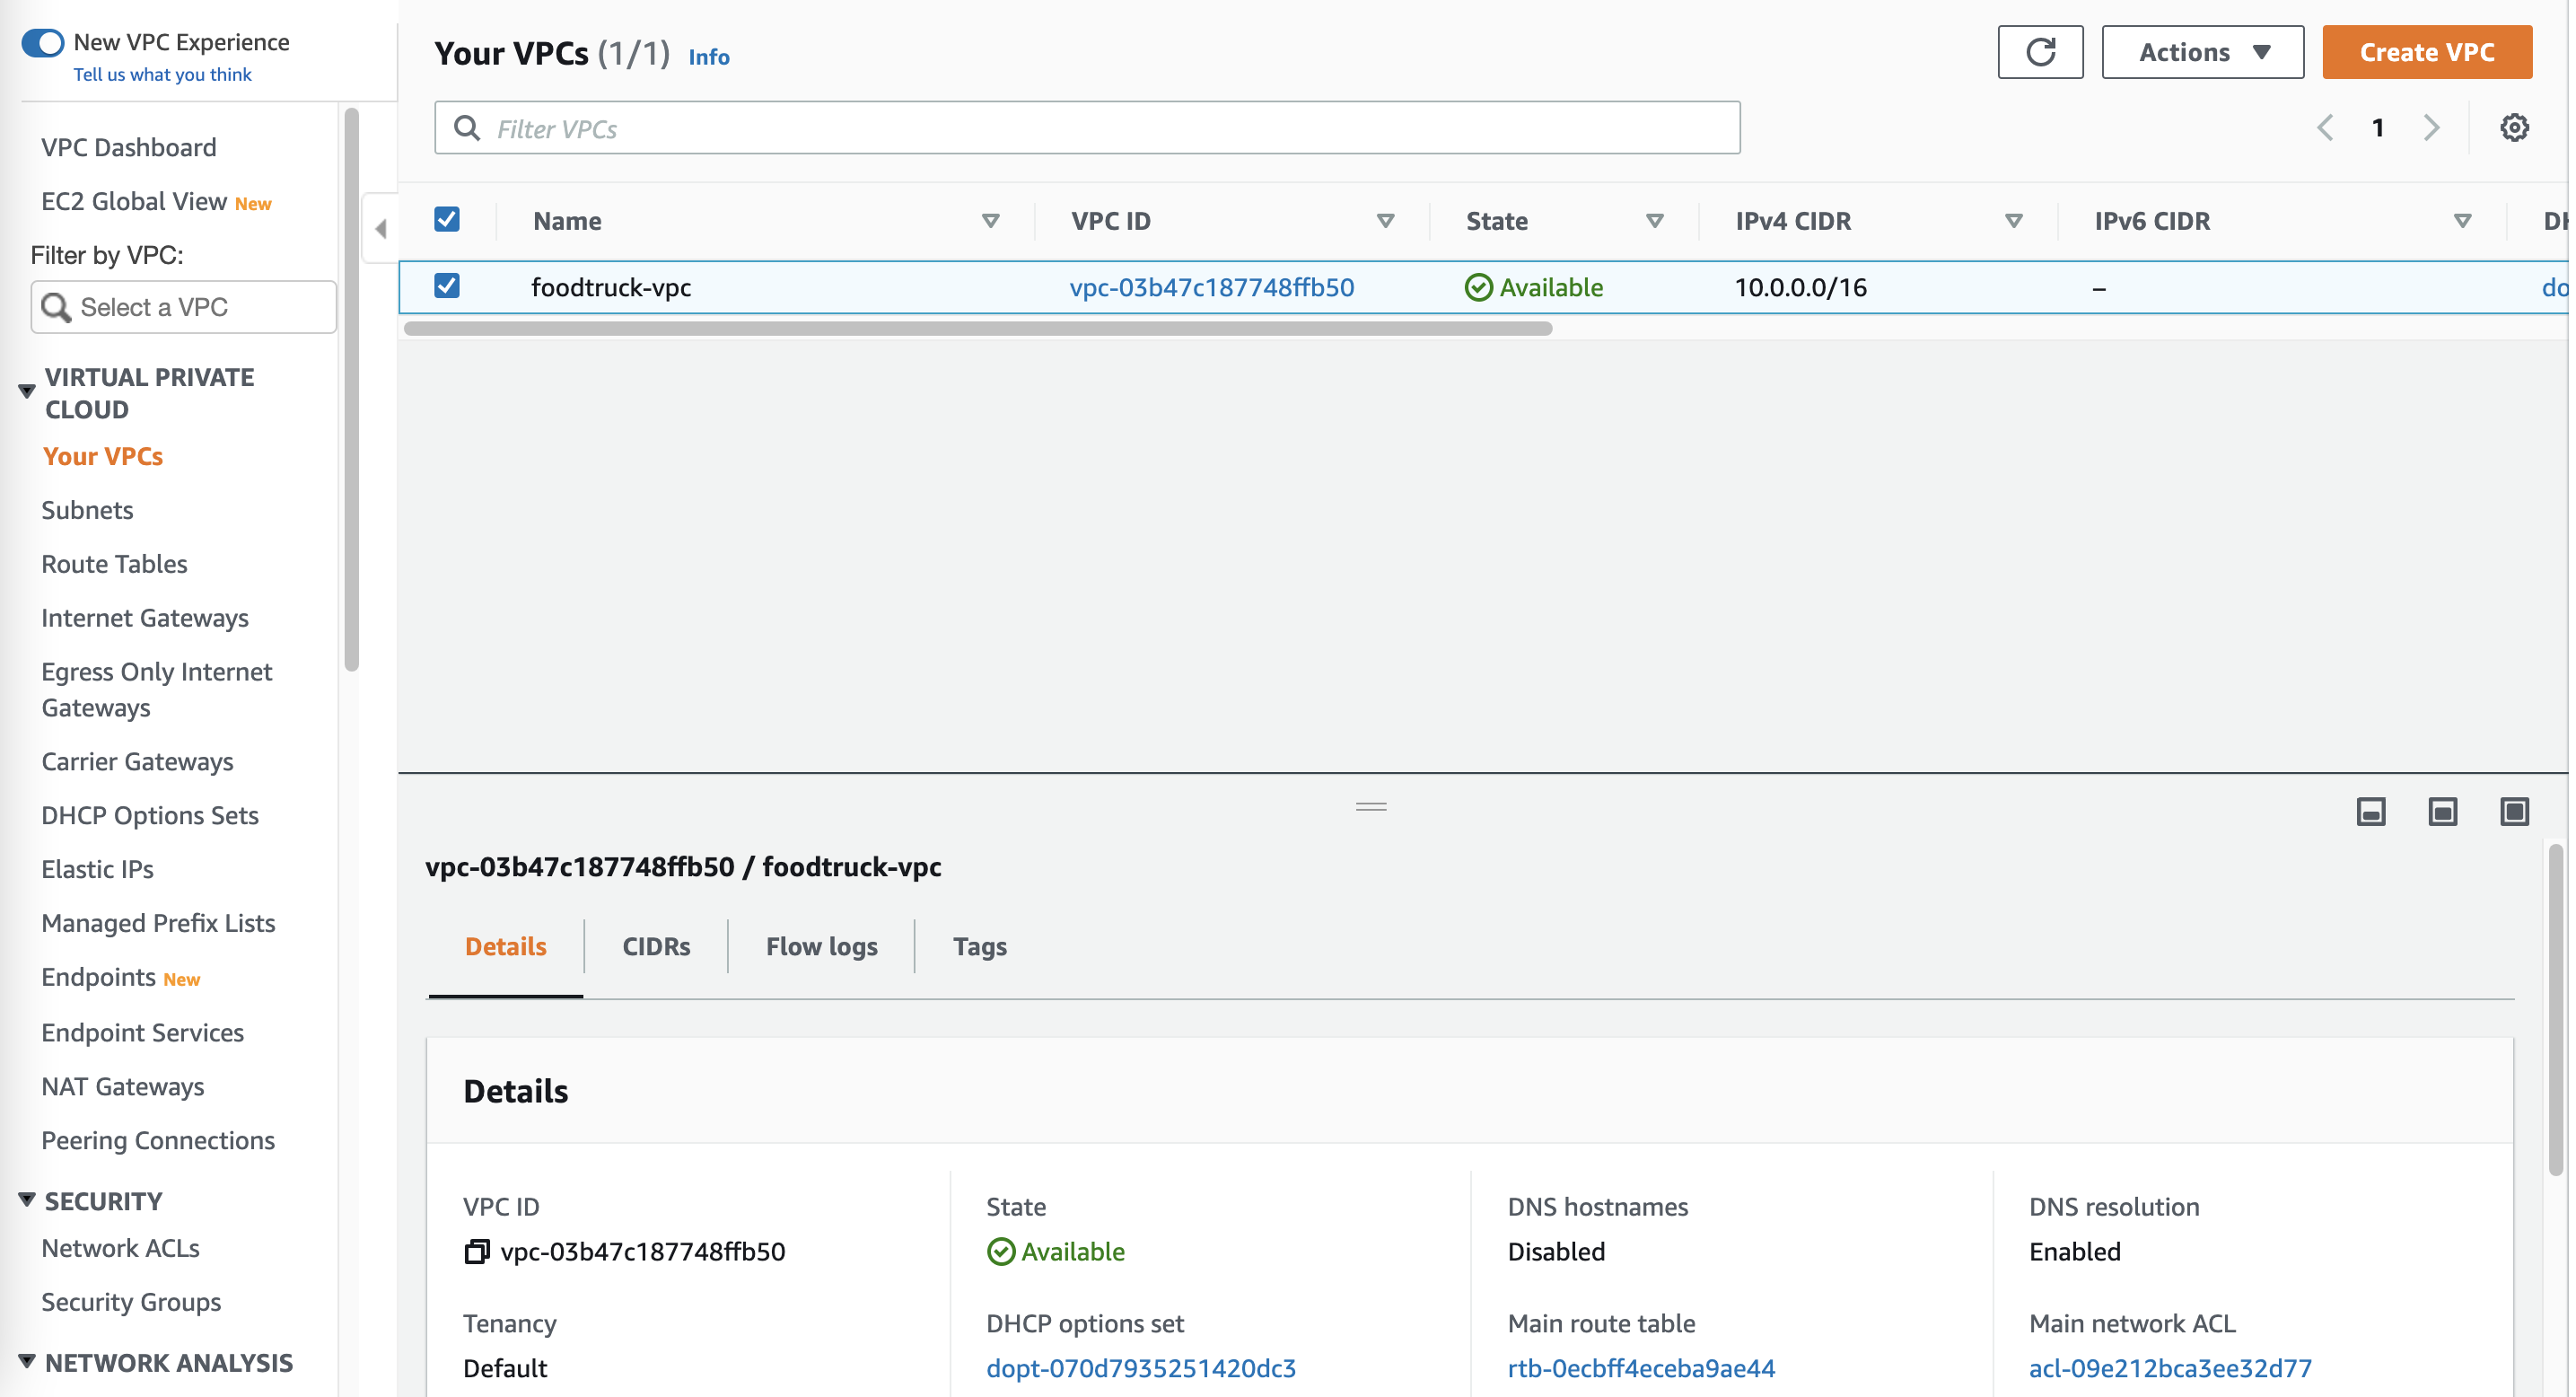 New VPC Experience
Tell us what you think
VPC Dashboard
EC2 Global View New
Filter by VPC:
Select a VPC
VIRTUAL PRIVATE
CLOUD
Your VPCs
Subnets
Route Tables
Internet Gateways
Egress Only Internet
Gateways
Carrier Gateways
DHCP Options Sets
Elastic IPs
Managed Prefix Lists
Endpoints New
Endpoint Services
NAT Gateways
Peering Connections
SECURITY
Network ACLs
Security Groups
NETWORK ANALYSIS
Your VPCs (1/1) Info
Actions
Create VPC
Filter VPCs
1
Name VPC ID State IPv4 CIDR IPv6 CIDR DH
foodtruck-vpc vpc-03b47c187748ffb50 Available 10.0.0.0/16 – do
vpc-03b47c187748ffb50 / foodtruck-vpc
Details CIDRs Flow logs Tags
Details
VPC ID State DNS hostnames DNS resolution
vpc-03b47c187748ffb50 Available Disabled Enabled
Tenancy DHCP options set Main route table Main network ACL
Default dopt-070d7935251420dc3 rtb-0ecbff4eceba9ae44 acl-09e212bca3ee32d77